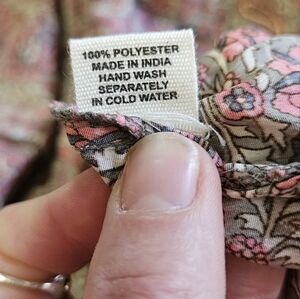 100% POLYESTER
MADE IN INDIA
HAND WASH
SEPARATELY
IN COLD WATER